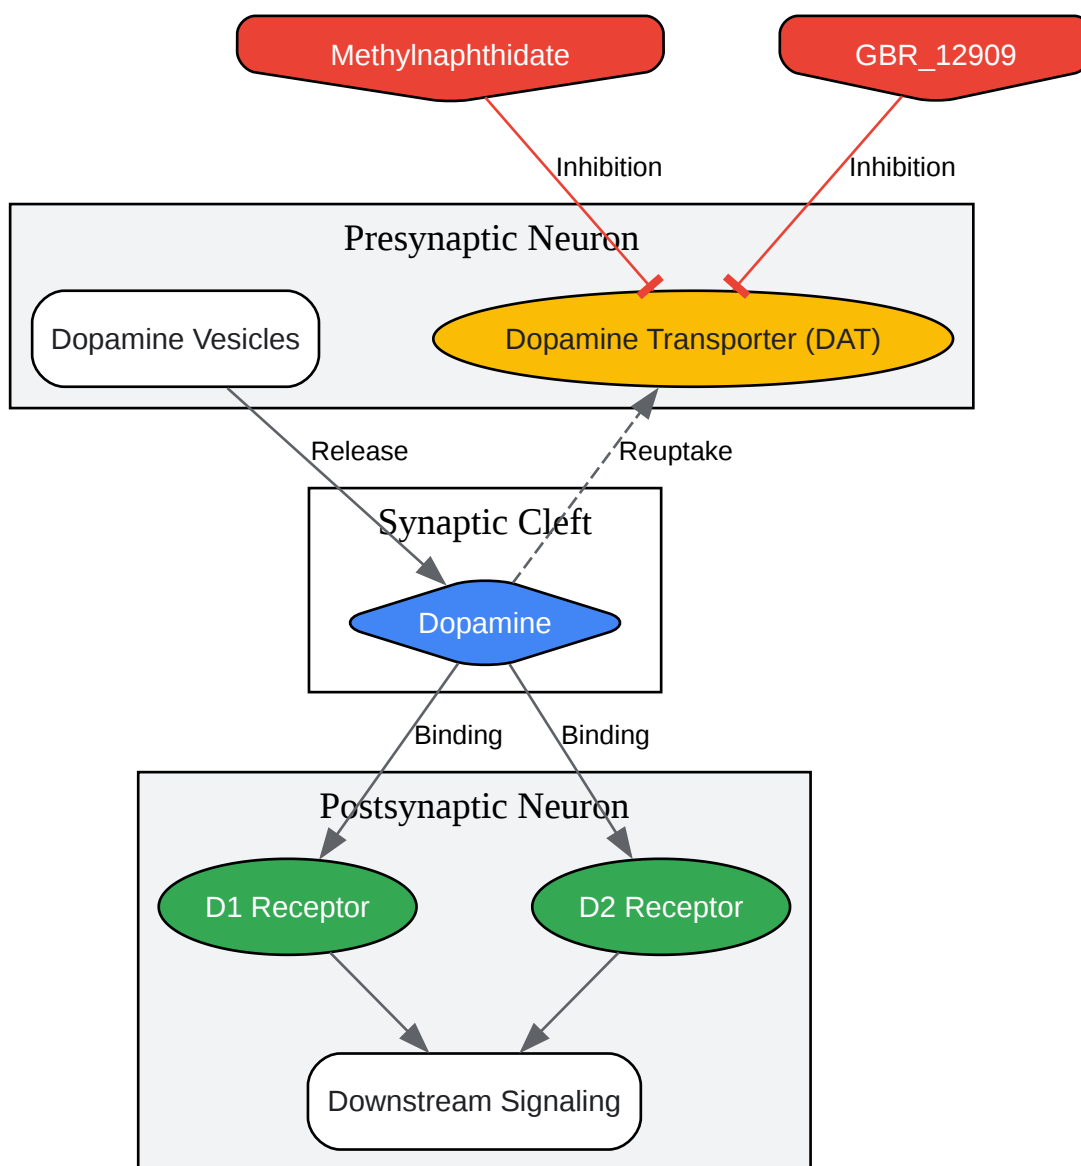 Methylnaphthidate
GBR_12909
Inhibition
Inhibition
Presynaptic Neuron
Dopamine Vesicles
Dopamine Transporter (DAT)
Release
Reuptake
Synaptic Cleft
Dopamine
Binding
Binding
Postsynaptic Neuron
D1 Receptor
D2 Receptor
Downstream Signaling